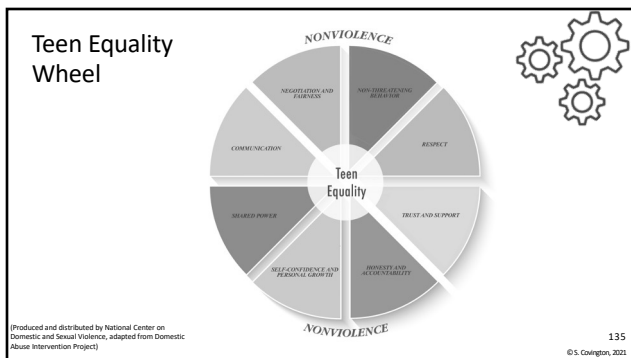 Teen Equality
Wheel
NONVIOLENCE
NEGOTIATION AND
FAIRNESS
NON-THREATENING
BEHAVIOR
COMMUNICATION
RESPECT
Teen
Equality
SHARED POWER
TRUST AND SUPPORT
SELF-CONFIDENCE AND
PERSONAL GROWTH
HONESTY AND
ACCOUNTABILITY
NONVIOLENCE
(Produced and distributed by National Center on
Domestic and Sexual Violence, adapted from Domestic
Abuse Intervention Project)
135
© S. Covington, 2021